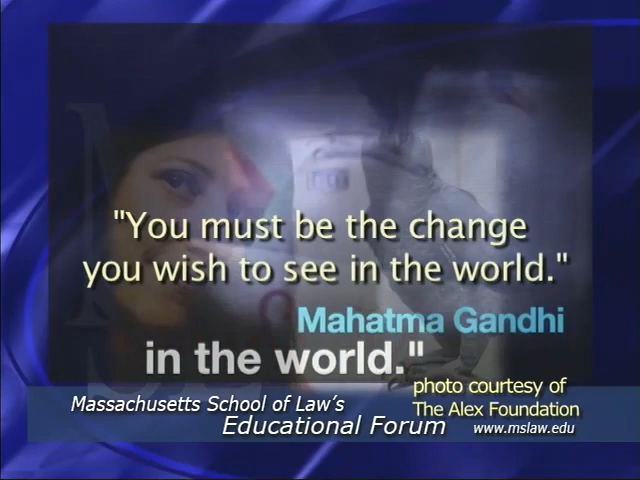 "You must be the change
you wish to see in the world."
Mahatma Gandhi
in the world."
photo courtesy of
The Alex Foundation
Massachusetts School of Law's
Educational Forum
www.mslaw.edu